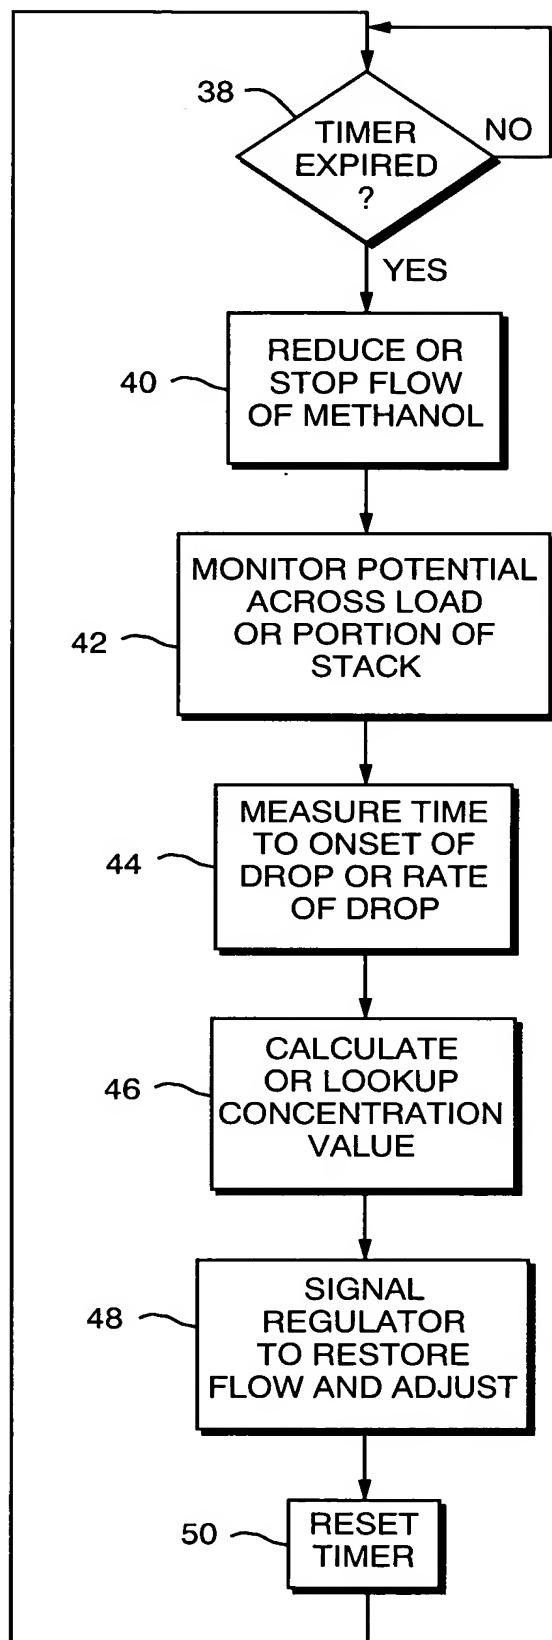 38
TIMER
EXPIRED
?
NO
YES
40
REDUCE OR
STOP FLOW
OF METHANOL
42
MONITOR POTENTIAL
ACROSS LOAD
OR PORTION OF
STACK
44
MEASURE TIME
TO ONSET OF
DROP OR RATE
OF DROP
46
CALCULATE
OR LOOKUP
CONCENTRATION
VALUE
48
SIGNAL
REGULATOR
TO RESTORE
FLOW AND ADJUST
50
RESET
TIMER